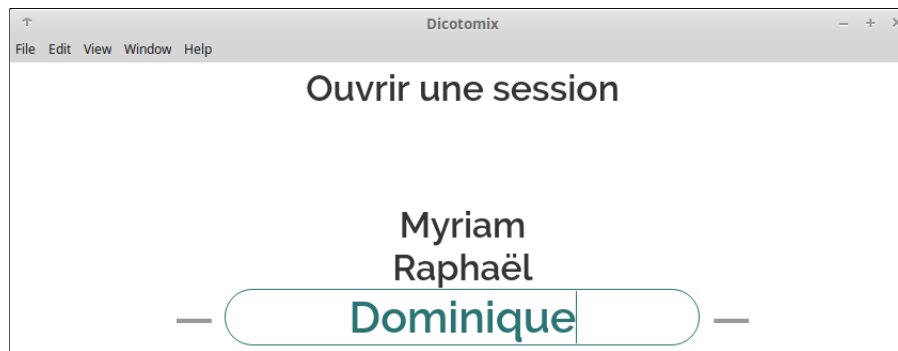 Dicotomix
File Edit View Window Help
Ouvrir une session
Myriam
Raphaël
Dominique